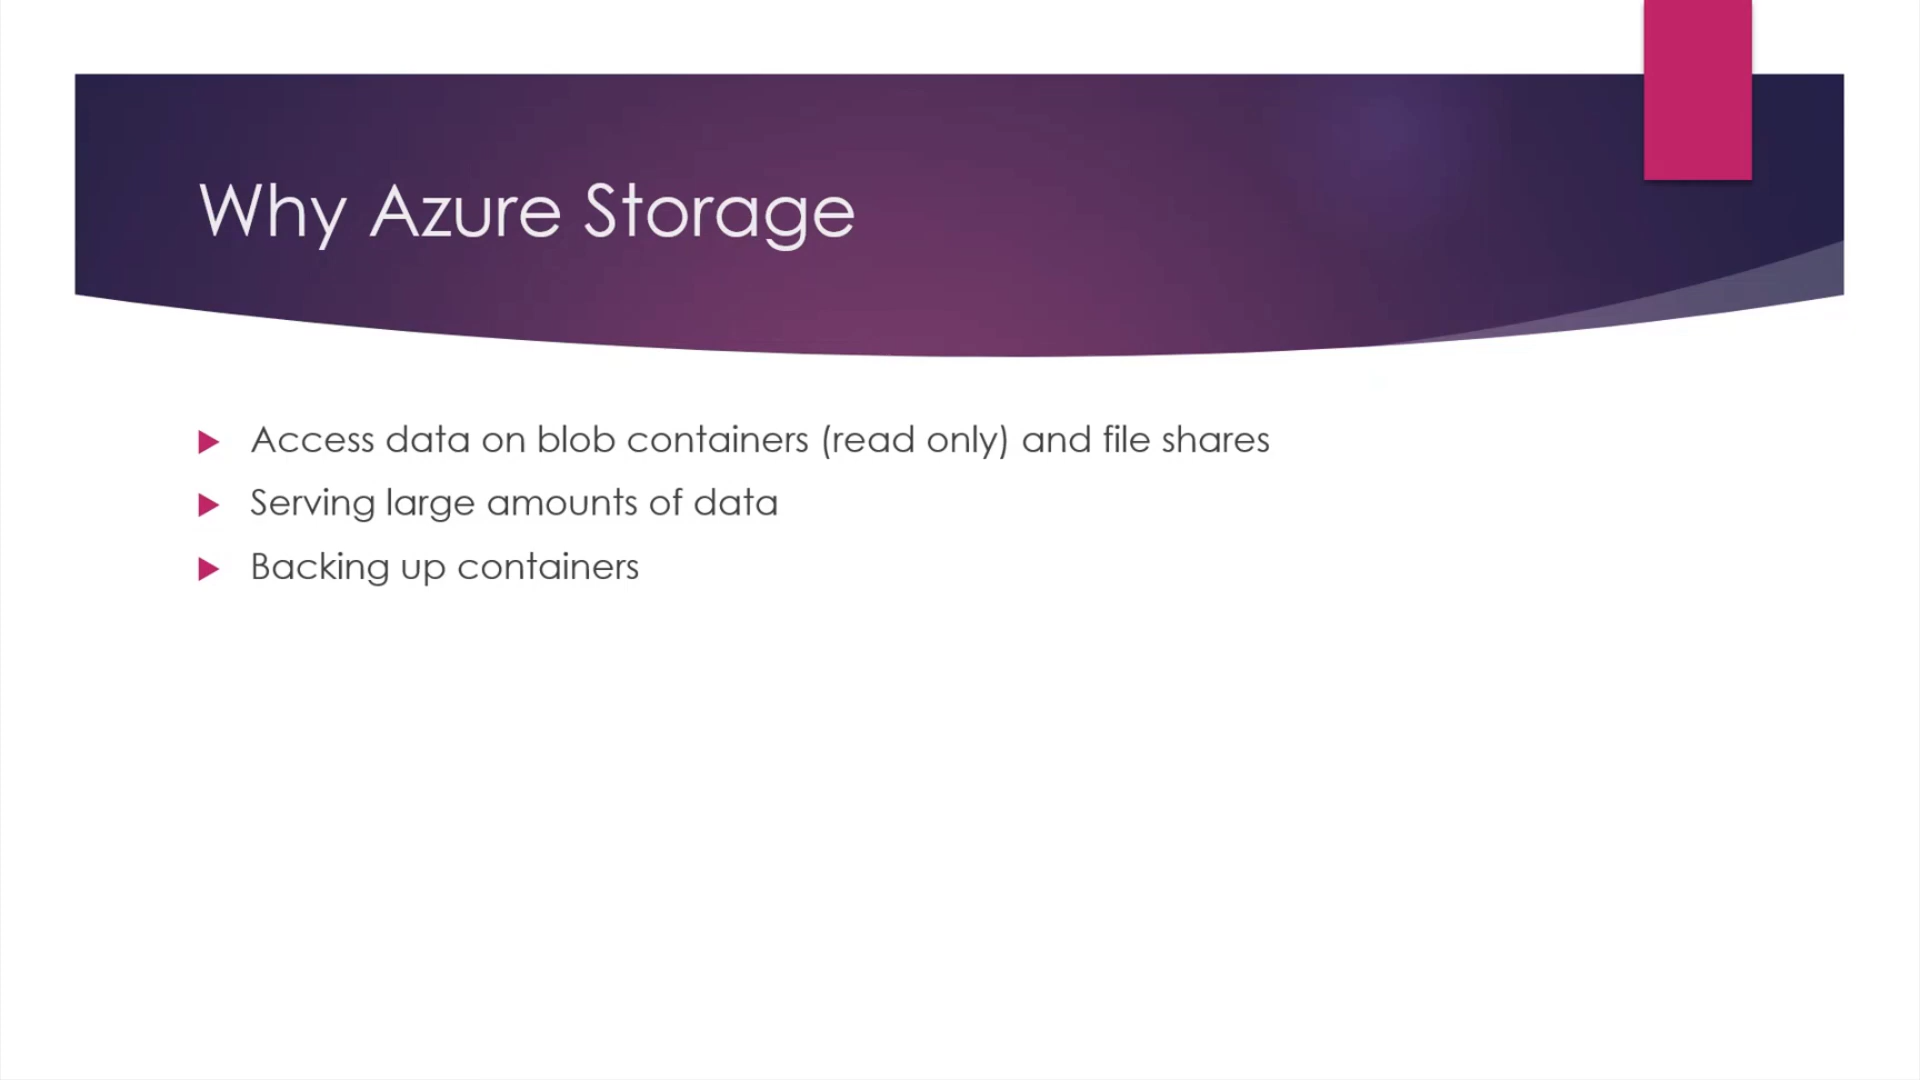 Why Azure Storage
Access data on blob containers (read only) and file shares
Serving large amounts of data
Backing up containers